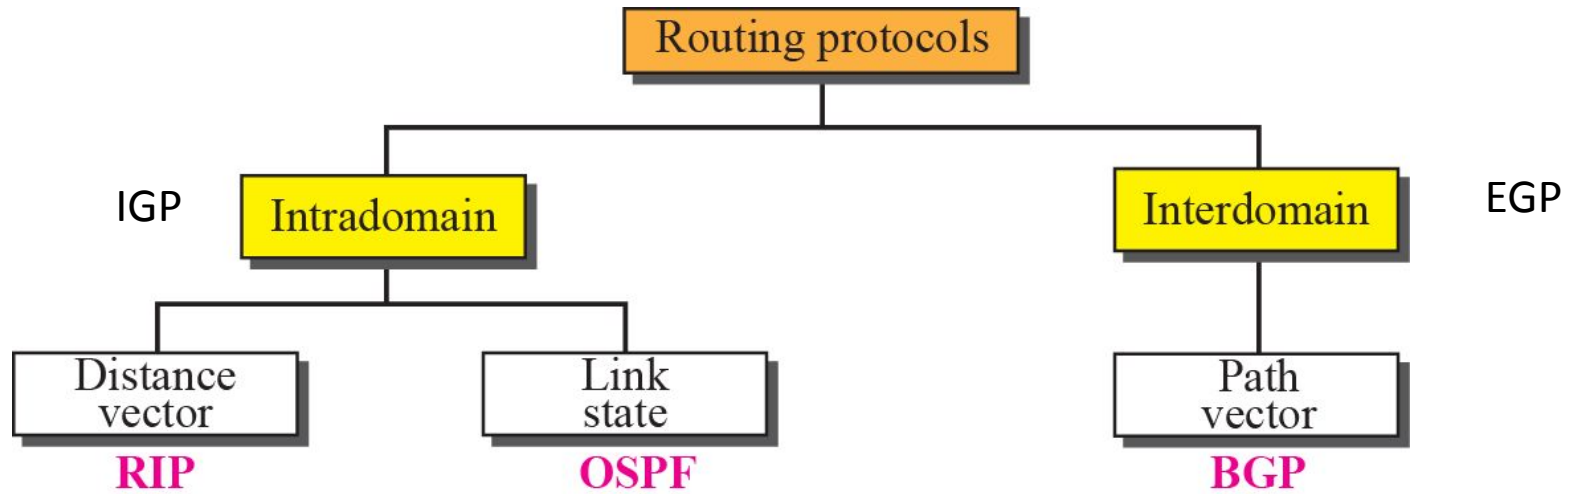 Routing protocols
IGP
Intradomain
Interdomain
EGP
Distance
vector
Link
state
Path
vector
RIP
OSPF
BGP